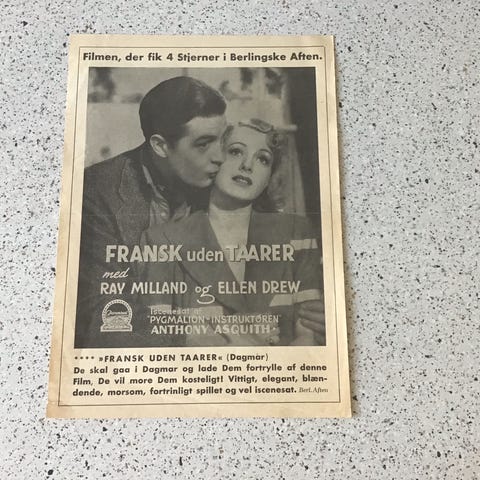 Filmen, der fik 4 Stjerner i Berlingske Aften.
FRANSK uden TAARER
med
RAY MILLAND og ELLEN DREW
Iscenesat af
"PYGMALION"-INSTRUKTØREN
ANTHONY ASQUITH
Paramount
**** »FRANSK UDEN TAARER« (Dagmar)
De skal gaa i Dagmar og lade Dem fortrylle af denne
Film, De vil more Dem kosteligt! Vittigt, elegant, blæn-
dende, morsom, fortrinligt spillet og vel iscenesat. Berl. Aften